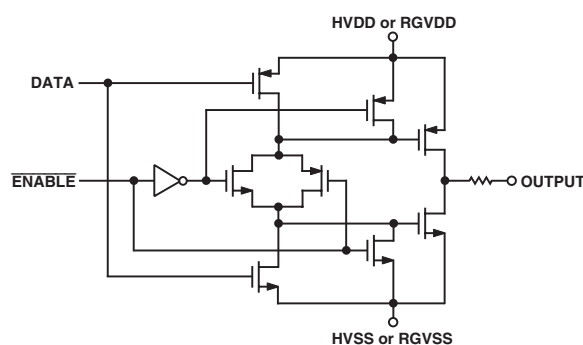 HVDD or RGVDD
DATA
ENABLE
OUTPUT
HVSS or RGVSS